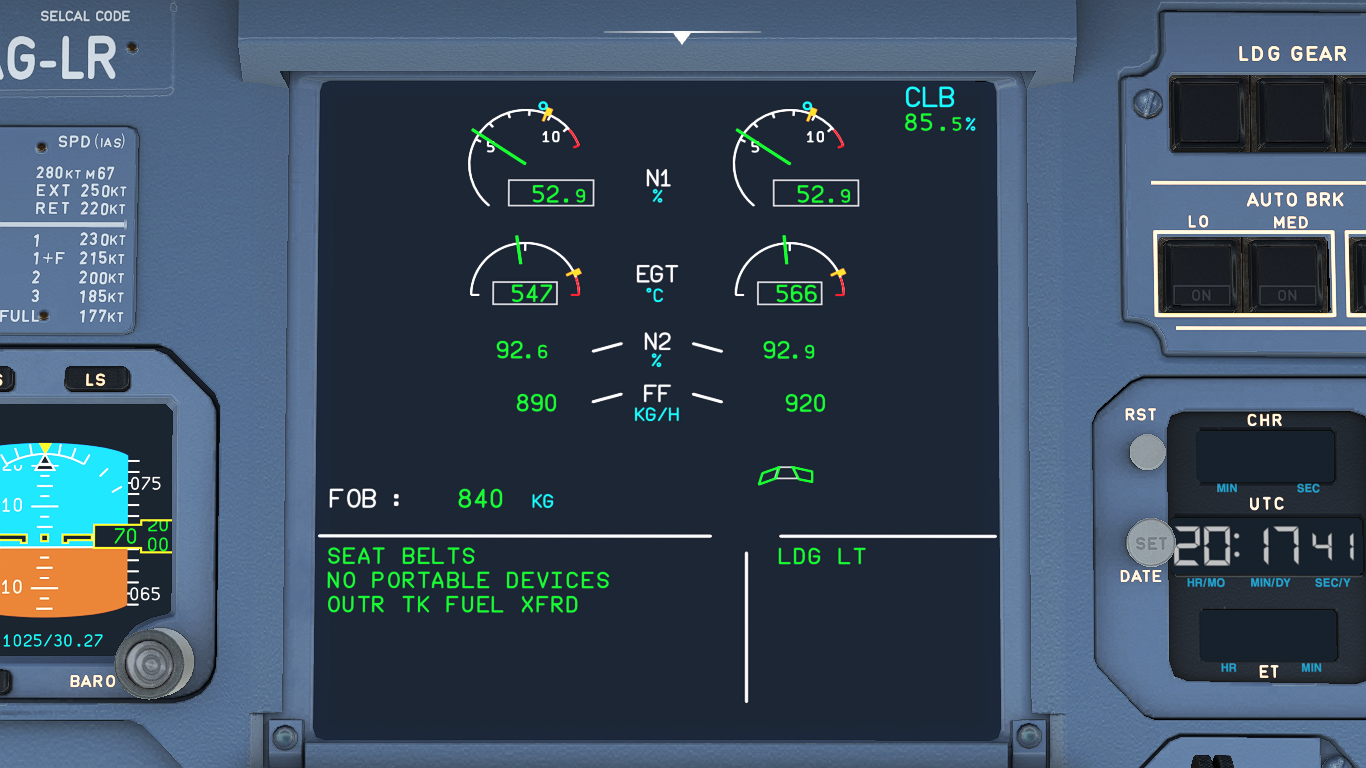 SELCAL CODE
G-LR
SPD (IAS)
280KT M67
EXT 250KT
RET 220KT
1 230KT
1+F 215KT
2 200KT
3 185KT
FULL 177KT
LS
20
10
10
075
70 20
00
065
1025/30.27
BARO
CLB
85.5%
9
5
10
52.9
N1
%
9
5
10
52.9
547
EGT
°C
566
92.6
N2
%
92.9
890
FF
KG/H
920
FOB : 840 KG
SEAT BELTS
NO PORTABLE DEVICES
OUTR TK FUEL XFRD
LDG LT
LDG GEAR
AUTO BRK
LO MED
ON ON
RST
CHR
MIN SEC
UTC
SET
20:17 41
DATE
HR/MO MIN/DY SEC/Y
HR ET MIN